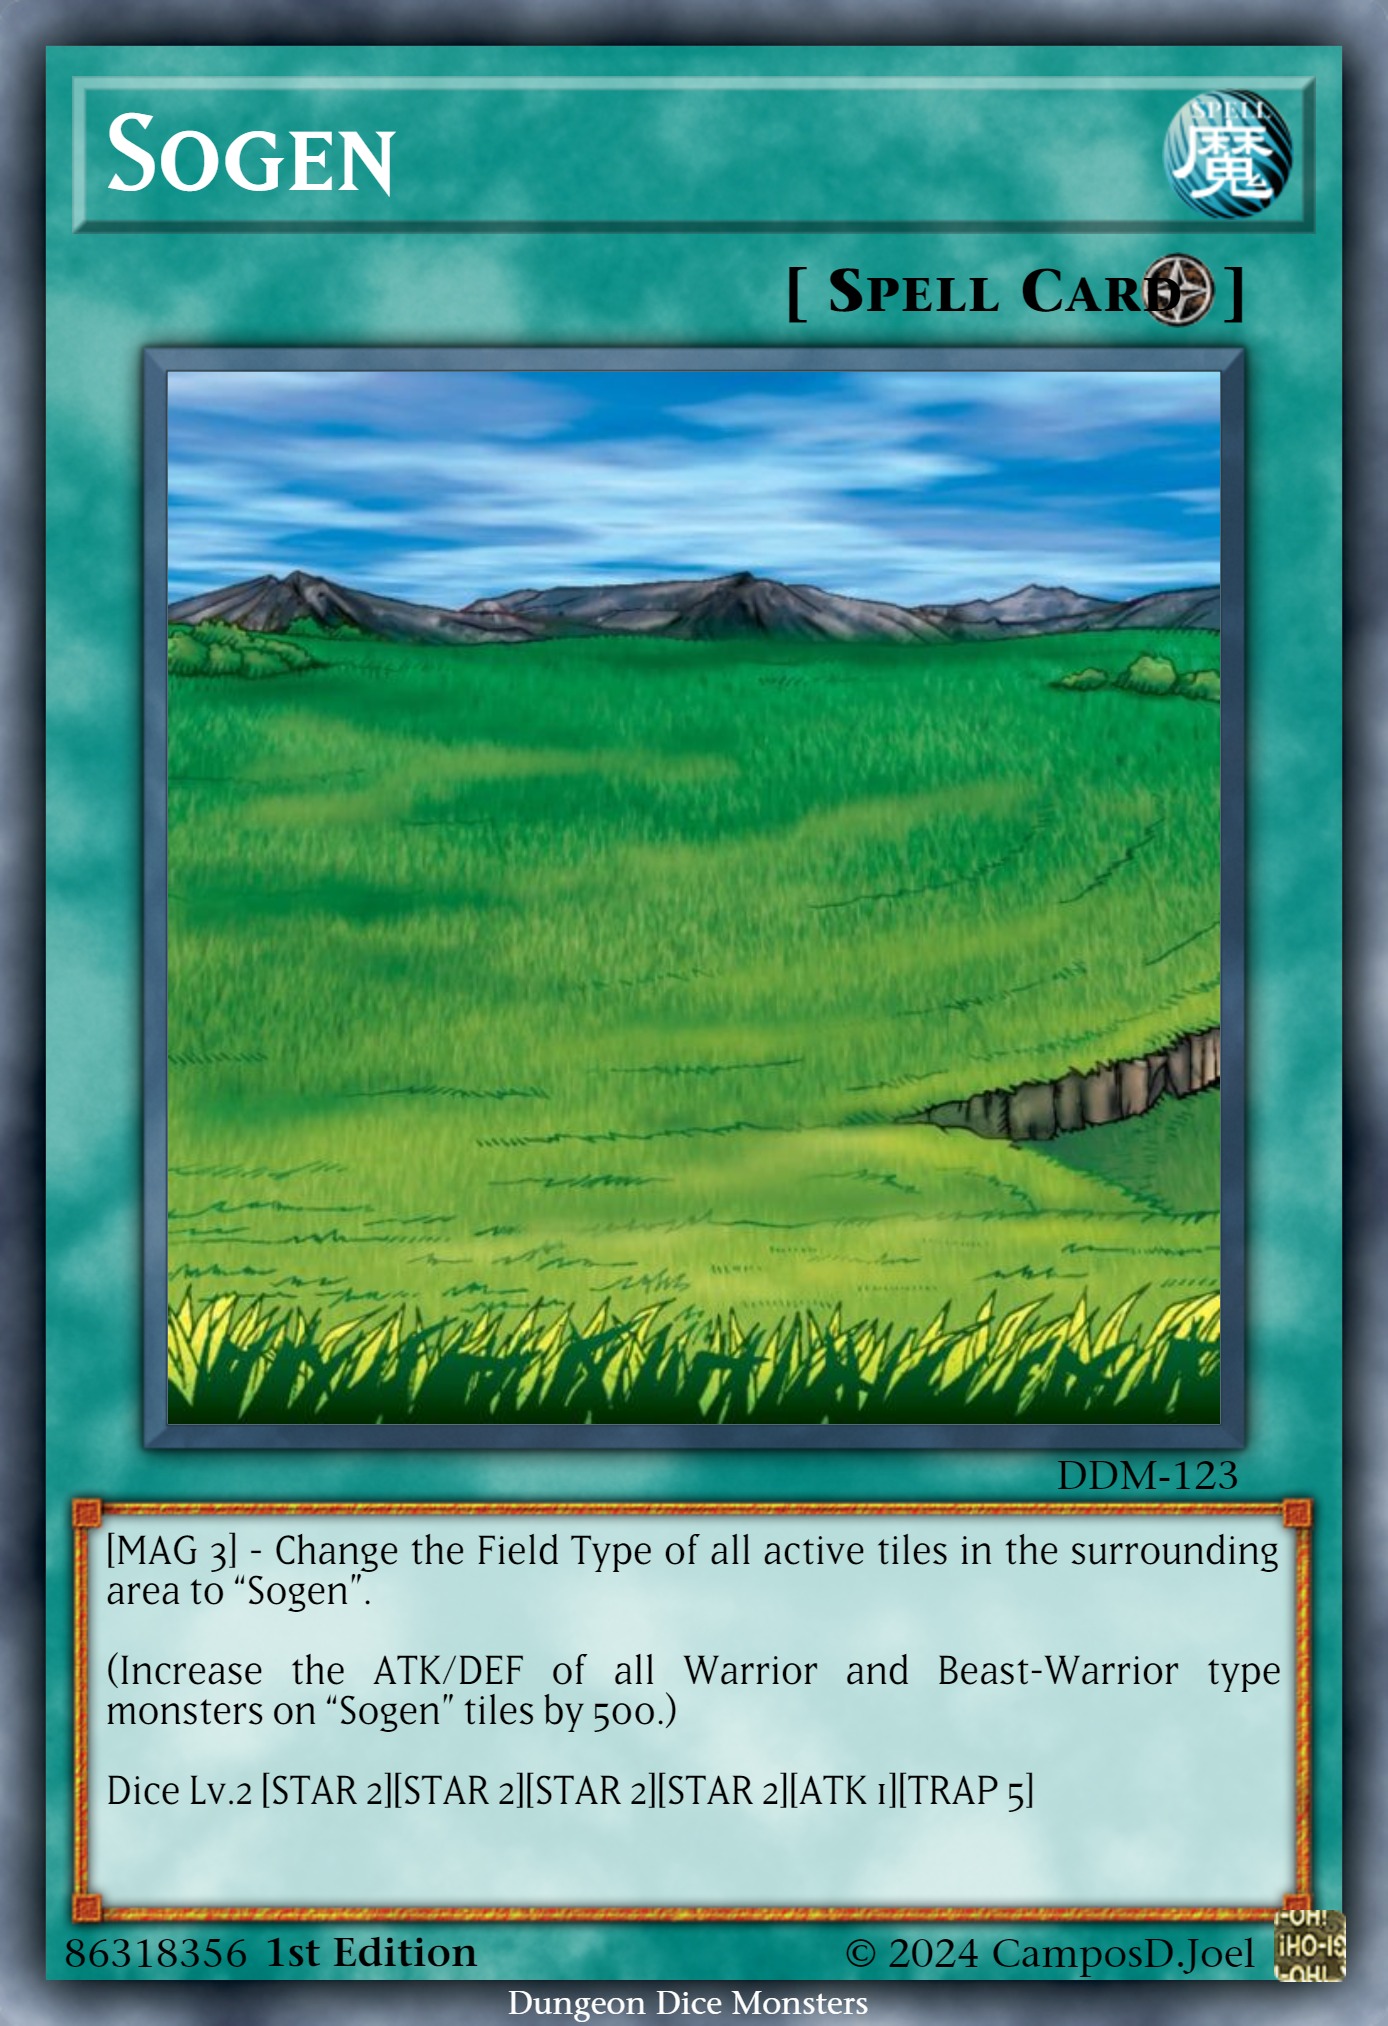 Sogen
SPELL
魔
[ Spell Card ]
DDM-123
[MAG 3] - Change the Field Type of all active tiles in the surrounding
area to “Sogen”.
(Increase the ATK/DEF of all Warrior and Beast-Warrior type
monsters on “Sogen” tiles by 500.)
Dice Lv.2 [STAR 2][STAR 2][STAR 2][STAR 2][ATK 1][TRAP 5]
86318356 1st Edition
© 2024 CamposD.Joel
Dungeon Dice Monsters